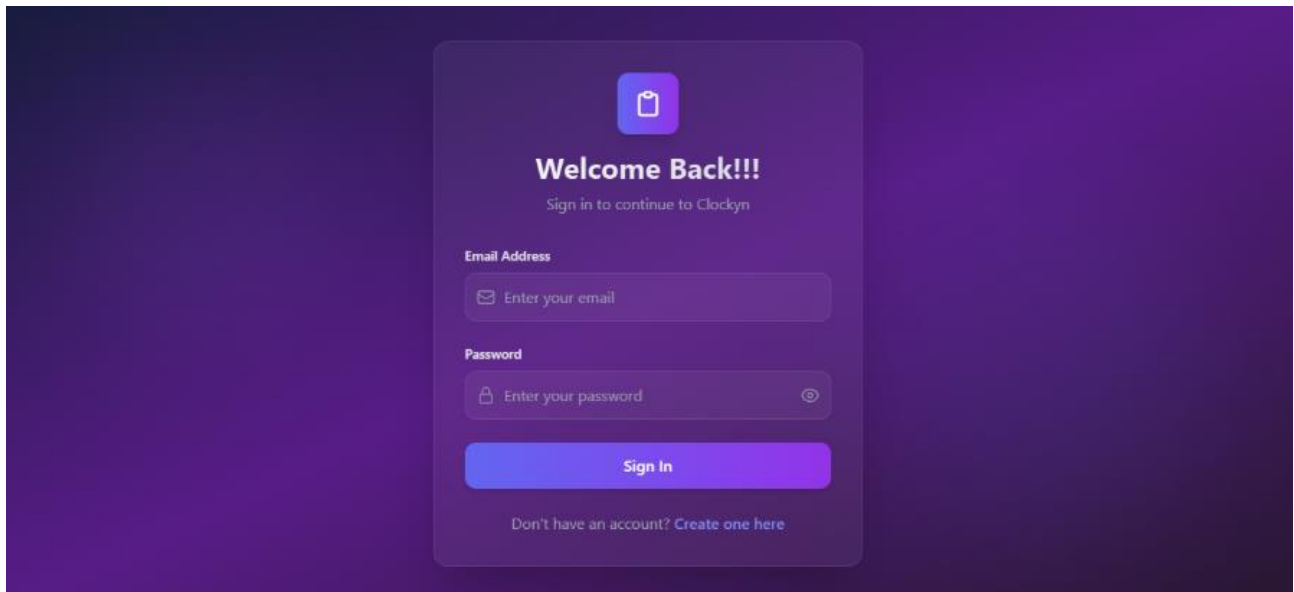 Welcome Back!!!
Sign in to continue to Clockyn
Email Address
Enter your email
Password
Enter your password
Sign In
Don't have an account? Create one here